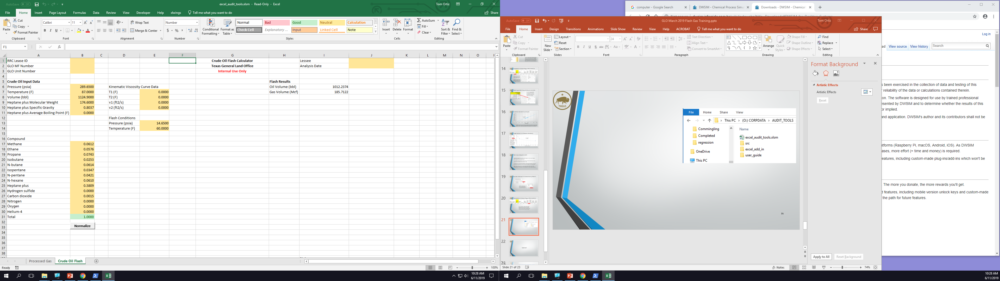 AutoSave Off
excel_audit_tools.xlsm - Read-Only - Excel
Tom Ortiz
File Home Insert Page Layout Formulas Data Review View Developer Help xlwings Tell me what you want to do Share
Paste Cut Copy Format Painter Calibri 11 Wrap Text Merge & Center Number
Conditional Formatting Format as Table Normal Bad Good Neutral Calculation
Check Cell Explanatory ... Input Linked Cell Note
Insert Delete Format AutoSum Fill Clear Sort & Filter Find & Select
Clipboard Font Alignment Number Styles Cells Editing
F1 fx
A B C D E F G H I J K L M N O
1 RRC Lease ID Crude Oil Flash Calculator Lessee
2 GLO MF Number Texas General Land Office Analysis Date
3 GLO Unit Number Internal Use Only
4
5 Crude Oil Input Data Flash Results
6 Pressure (psia) 289.6500 Kinematic Viscosity Curve Data Oil Volume (bbl) 1012.2374
7 Temperature (F) 87.0000 T1 (F) 0.0000 Gas Volume (Mcf) 185.7122
8 Volume (bbl) 1124.9000 T2 (F) 0.0000
9 Heptane plus Molecular Weight 174.6000 v1 (ft2/s) 0.0000
10 Heptane plus Specific Gravity 0.8037 v2 (ft2/s) 0.0000
11 Heptane plus Average Boiling Point (F) 0.0000
12 Flash Conditions
13 Pressure (psia) 14.6500
14 Temperature (F) 60.0000
15
16 Compound
17 Methane 0.0612
18 Ethane 0.0576
19 Propane 0.0743
20 Isobutane 0.0253
21 N-butane 0.0614
22 Isopentane 0.0347
23 N-pentane 0.0421
24 N-hexane 0.0610
25 Heptane plus 0.5809
26 Hydrogen sulfide 0.0000
27 Carbon dioxide 0.0015
28 Nitrogen 0.0000
29 Oxygen 0.0000
30 Helium-4 0.0000
31 Total 1.0000
32
33 Normalize
34
35
36
37
38
Processed Gas Crude Oil Flash
Ready 100%
10:28 AM
6/11/2019
computer - Google Search
DWSIM - Chemical Process Simu
Downloads - DWSIM - Chemical
AutoSave Off
GLO March 2019 Flash Gas Training.pptx
Tom Ortiz
File Home Insert Design Transitions Animations Slide Show Review View Help ACROBAT Tell me what you want to do Share
Paste Cut Copy Format Painter New Slide Layout Reset Section 24
Text Direction Align Text Convert to SmartArt
Arrange Quick Styles Shape Fill Shape Outline Shape Effects Find Replace Select
Clipboard Slides Font Paragraph Drawing Editing
14
15
16
17
18
19
20
21
22
23
TXGLO
File Home Share View
This PC > (O:) CORPDATA > AUDIT_TOOLS
Commingling
Completed
regression
OneDrive
This PC
Name
excel_audit_tools.xlsm
src
excel_add_in
user_guide
21
Format Background
Artistic Effects
Artistic Effects
Reset
Apply to All Reset Background
Slide 21 of 23 Notes 74%
Log in
ad View source View history Search
s been exercised in the collection of data and testing of this
r reliability of the data or calculations contained therein.
on. The software is designed for use by trained professional
esented by DWSIM and to determine whether the results of this
or implied.
and application. DWSIM's author and its contributors shall not be
atforms (Raspberry Pi, macOS, Android, iOS). As DWSIM
ases, more effort (= time and money) is required.
eatures, including custom-made plug-ins/add-ins which won't be
The more you donate, the more rewards you'll get.
d features, including mobile version unlock keys and custom-made
the path for future features.
10:28 AM
6/11/2019